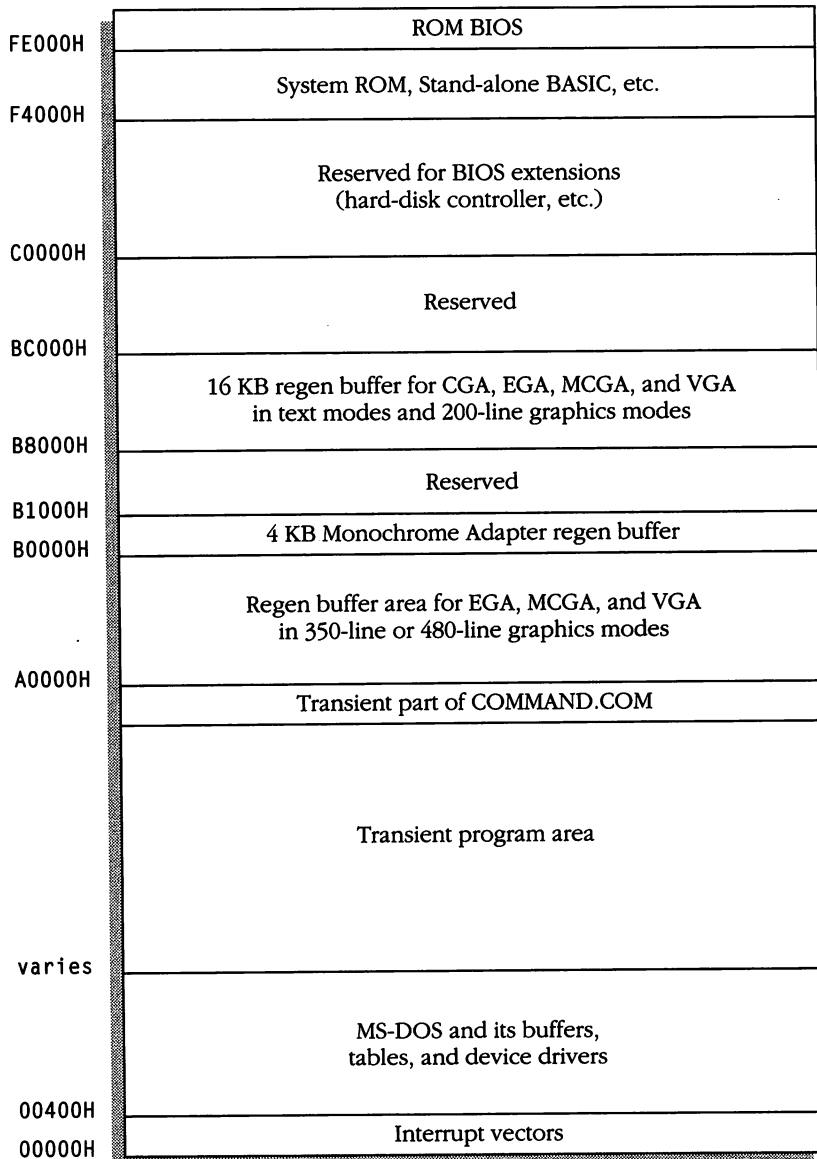 ROM BIOS
FE000H
System ROM, Stand-alone BASIC, etc.
F4000H
Reserved for BIOS extensions
(hard-disk controller, etc.)
C0000H
Reserved
BC000H
16 KB regen buffer for CGA, EGA, MCGA, and VGA
in text modes and 200-line graphics modes
B8000H
Reserved
B1000H
4 KB Monochrome Adapter regen buffer
B0000H
Regen buffer area for EGA, MCGA, and VGA
in 350-line or 480-line graphics modes
A0000H
Transient part of COMMAND.COM
Transient program area
varies
MS-DOS and its buffers,
tables, and device drivers
00400H
Interrupt vectors
00000H